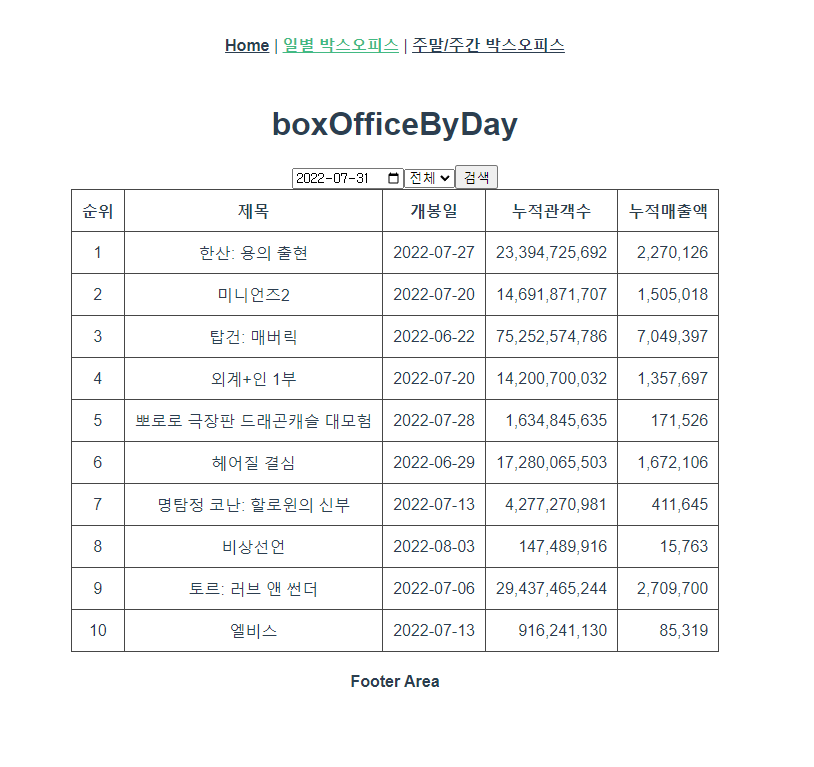 Home | 일별 박스오피스 | 주말/주간 박스오피스
boxOfficeByDay
2022-07-31 전체 검색
순위 제목 개봉일 누적관객수 누적매출액
1 한산: 용의 출현 2022-07-27 23,394,725,692 2,270,126
2 미니언즈2 2022-07-20 14,691,871,707 1,505,018
3 탑건: 매버릭 2022-06-22 75,252,574,786 7,049,397
4 외계+인 1부 2022-07-20 14,200,700,032 1,357,697
5 뽀로로 극장판 드래곤캐슬 대모험 2022-07-28 1,634,845,635 171,526
6 헤어질 결심 2022-06-29 17,280,065,503 1,672,106
7 명탐정 코난: 할로윈의 신부 2022-07-13 4,277,270,981 411,645
8 비상선언 2022-08-03 147,489,916 15,763
9 토르: 러브 앤 썬더 2022-07-06 29,437,465,244 2,709,700
10 엘비스 2022-07-13 916,241,130 85,319
Footer Area